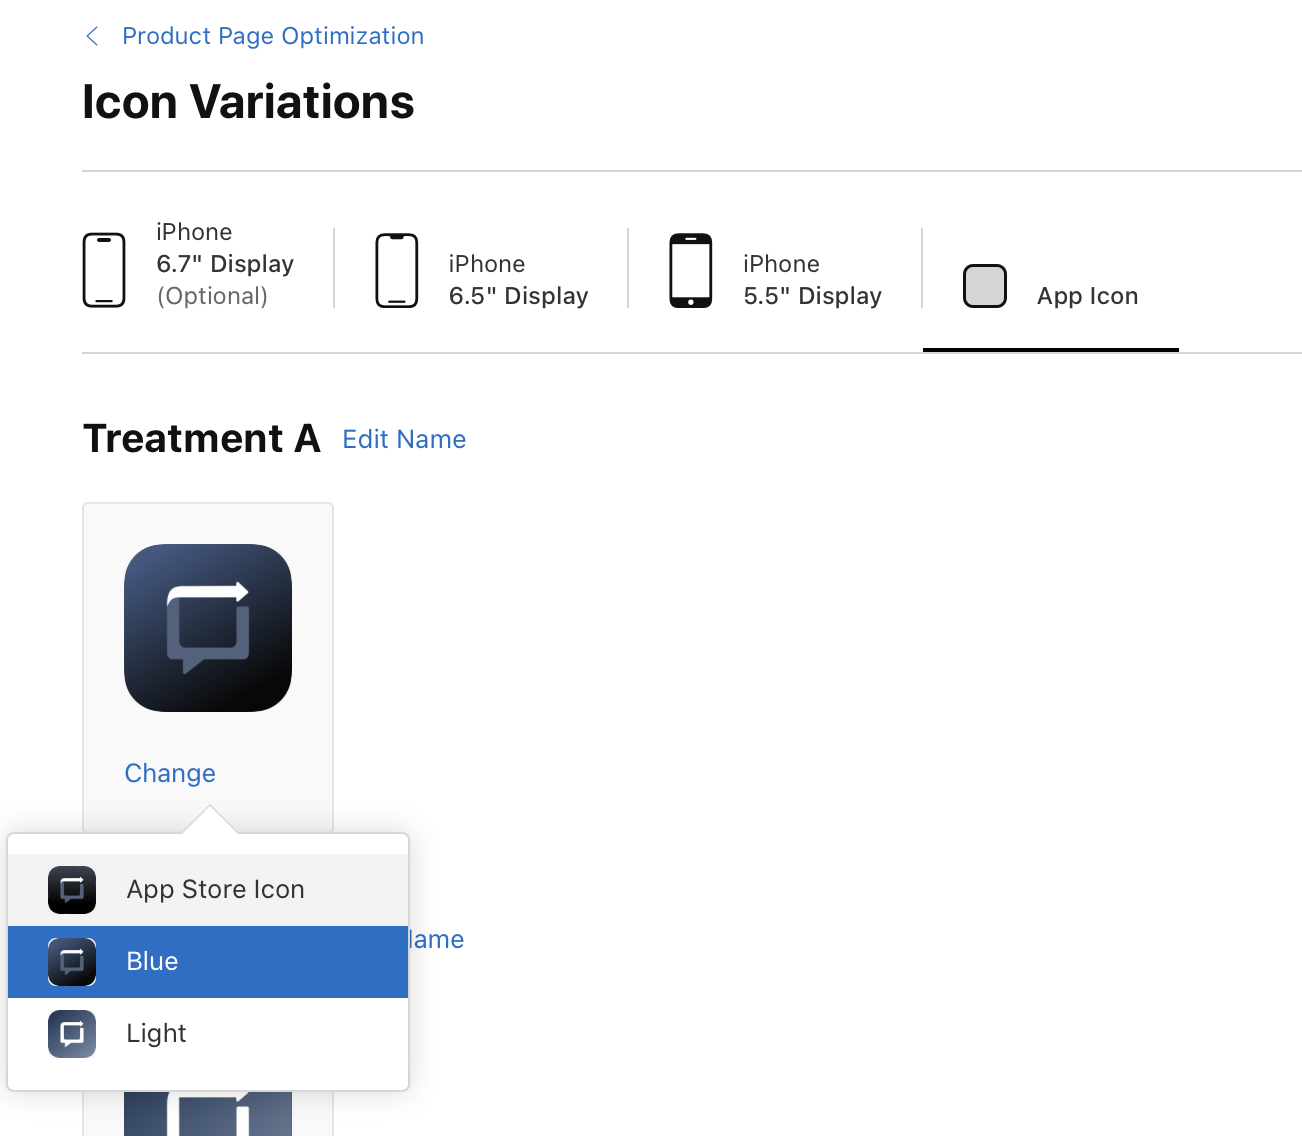 Product Page Optimization
Icon Variations
iPhone
6.7" Display
(Optional)
iPhone
6.5" Display
iPhone
5.5" Display
App Icon
Treatment A Edit Name
Change
App Store Icon
Blue
Light